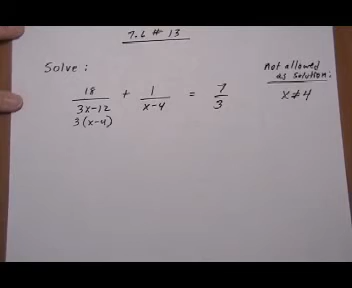 7.6 # 13
Solve :
Not allowed
as solution:
18/3x-12 + 1/x-4 = 7/3
3(x-4)
x≠4